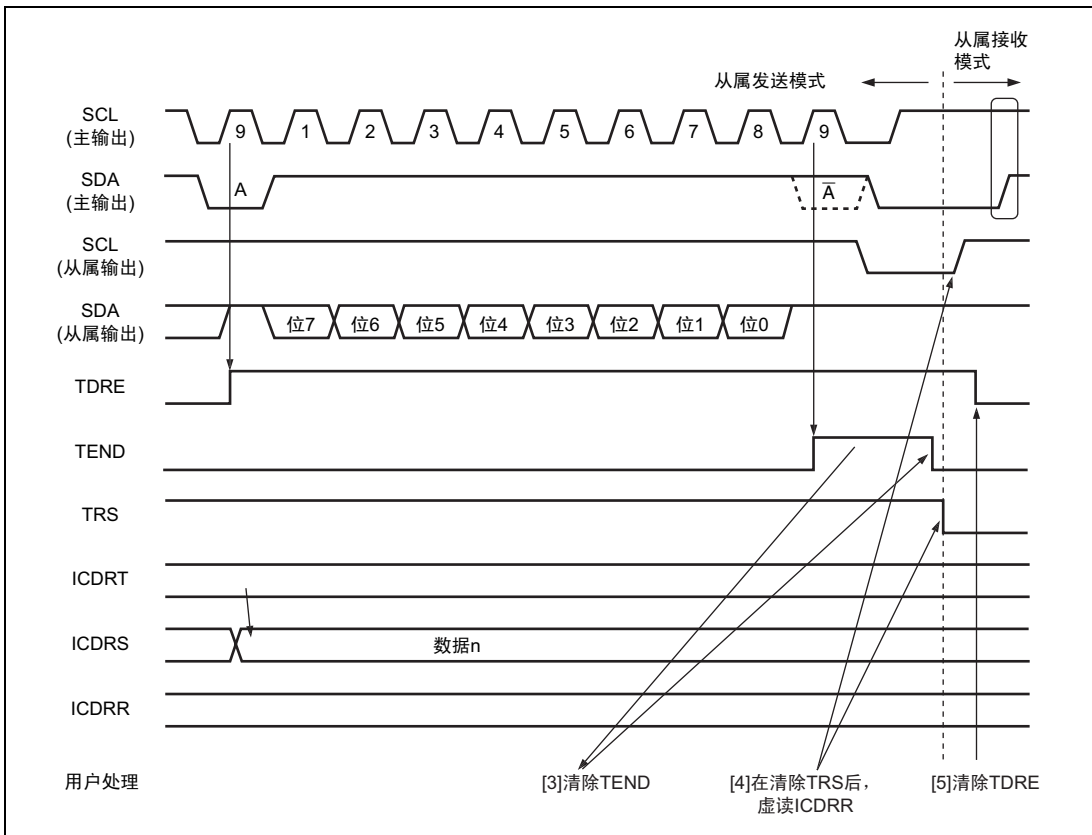 从属接收
模式
从属发送模式
SCL
(主输出)
9 1 2 3 4 5 6 7 8 9
SDA
(主输出)
A A̅
SCL
(从属输出)
SDA
(从属输出)
位7 位6 位5 位4 位3 位2 位1 位0
TDRE
TEND
TRS
ICDRT
ICDRS
数据n
ICDRR
用户处理
[3]清除TEND
[4]在清除TRS后，
虚读ICDRR
[5]清除TDRE